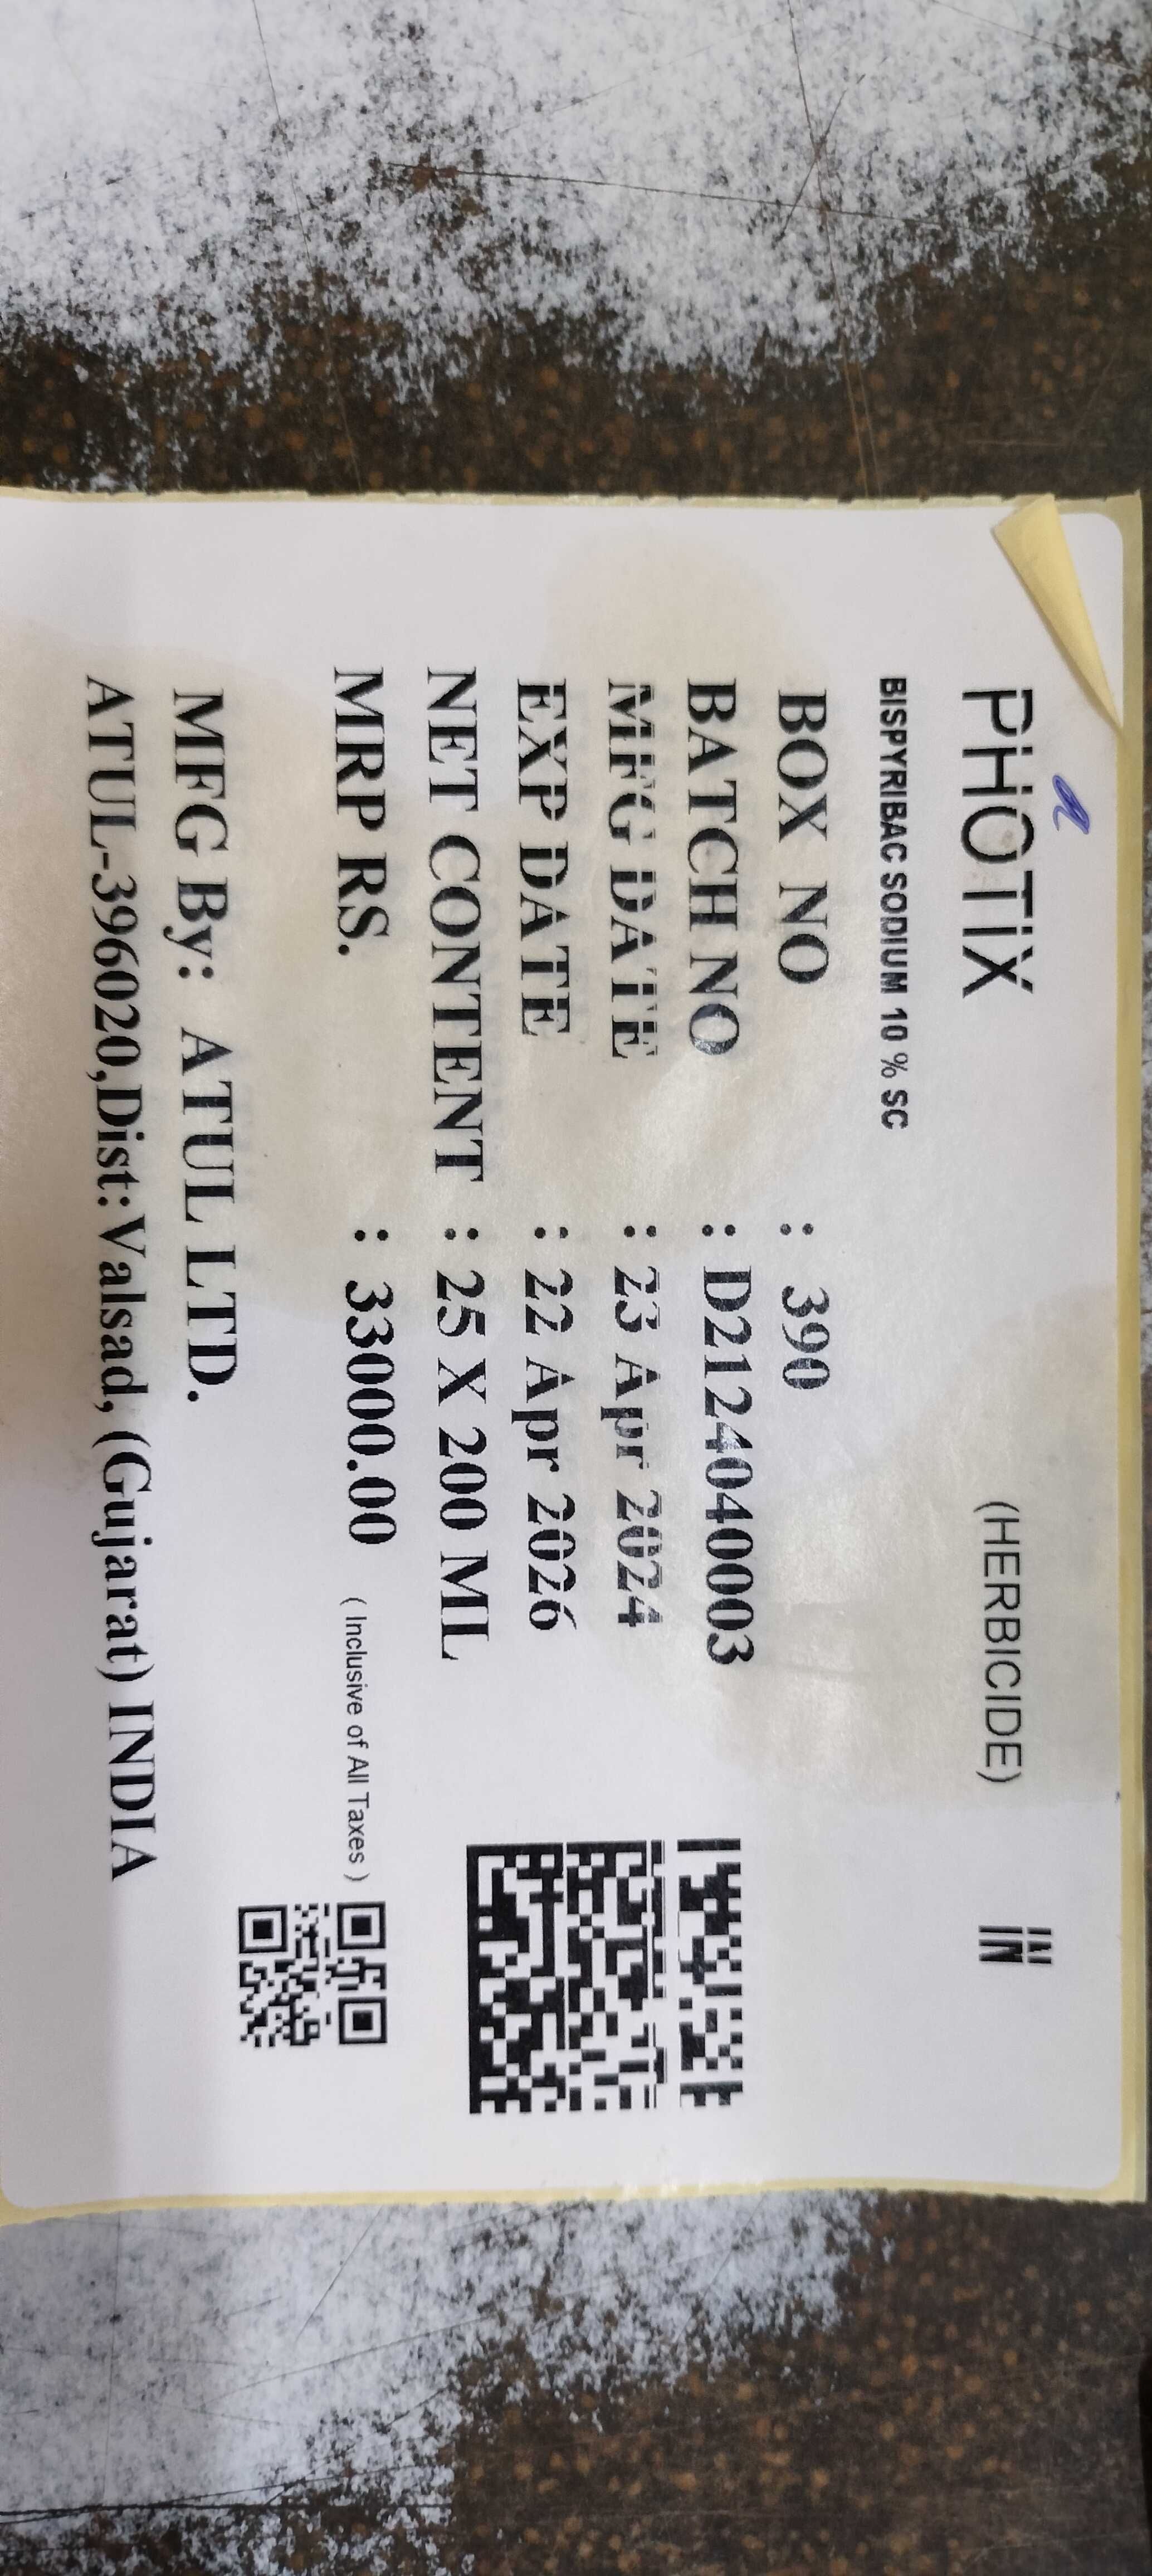 PHOTIX (HERBICIDE) IN
BISPYRIBAC SODIUM 10 % SC
BOX NO : 390
BATCH NO : D2124040003
MFG DATE : 23 Apr 2024
EXP DATE : 22 Apr 2026
NET CONTENT : 25 X 200 ML
MRP RS. : 33000.00 ( Inclusive of All Taxes )
MFG By: ATUL LTD.
ATUL-396020,Dist:Valsad, (Gujarat) INDIA